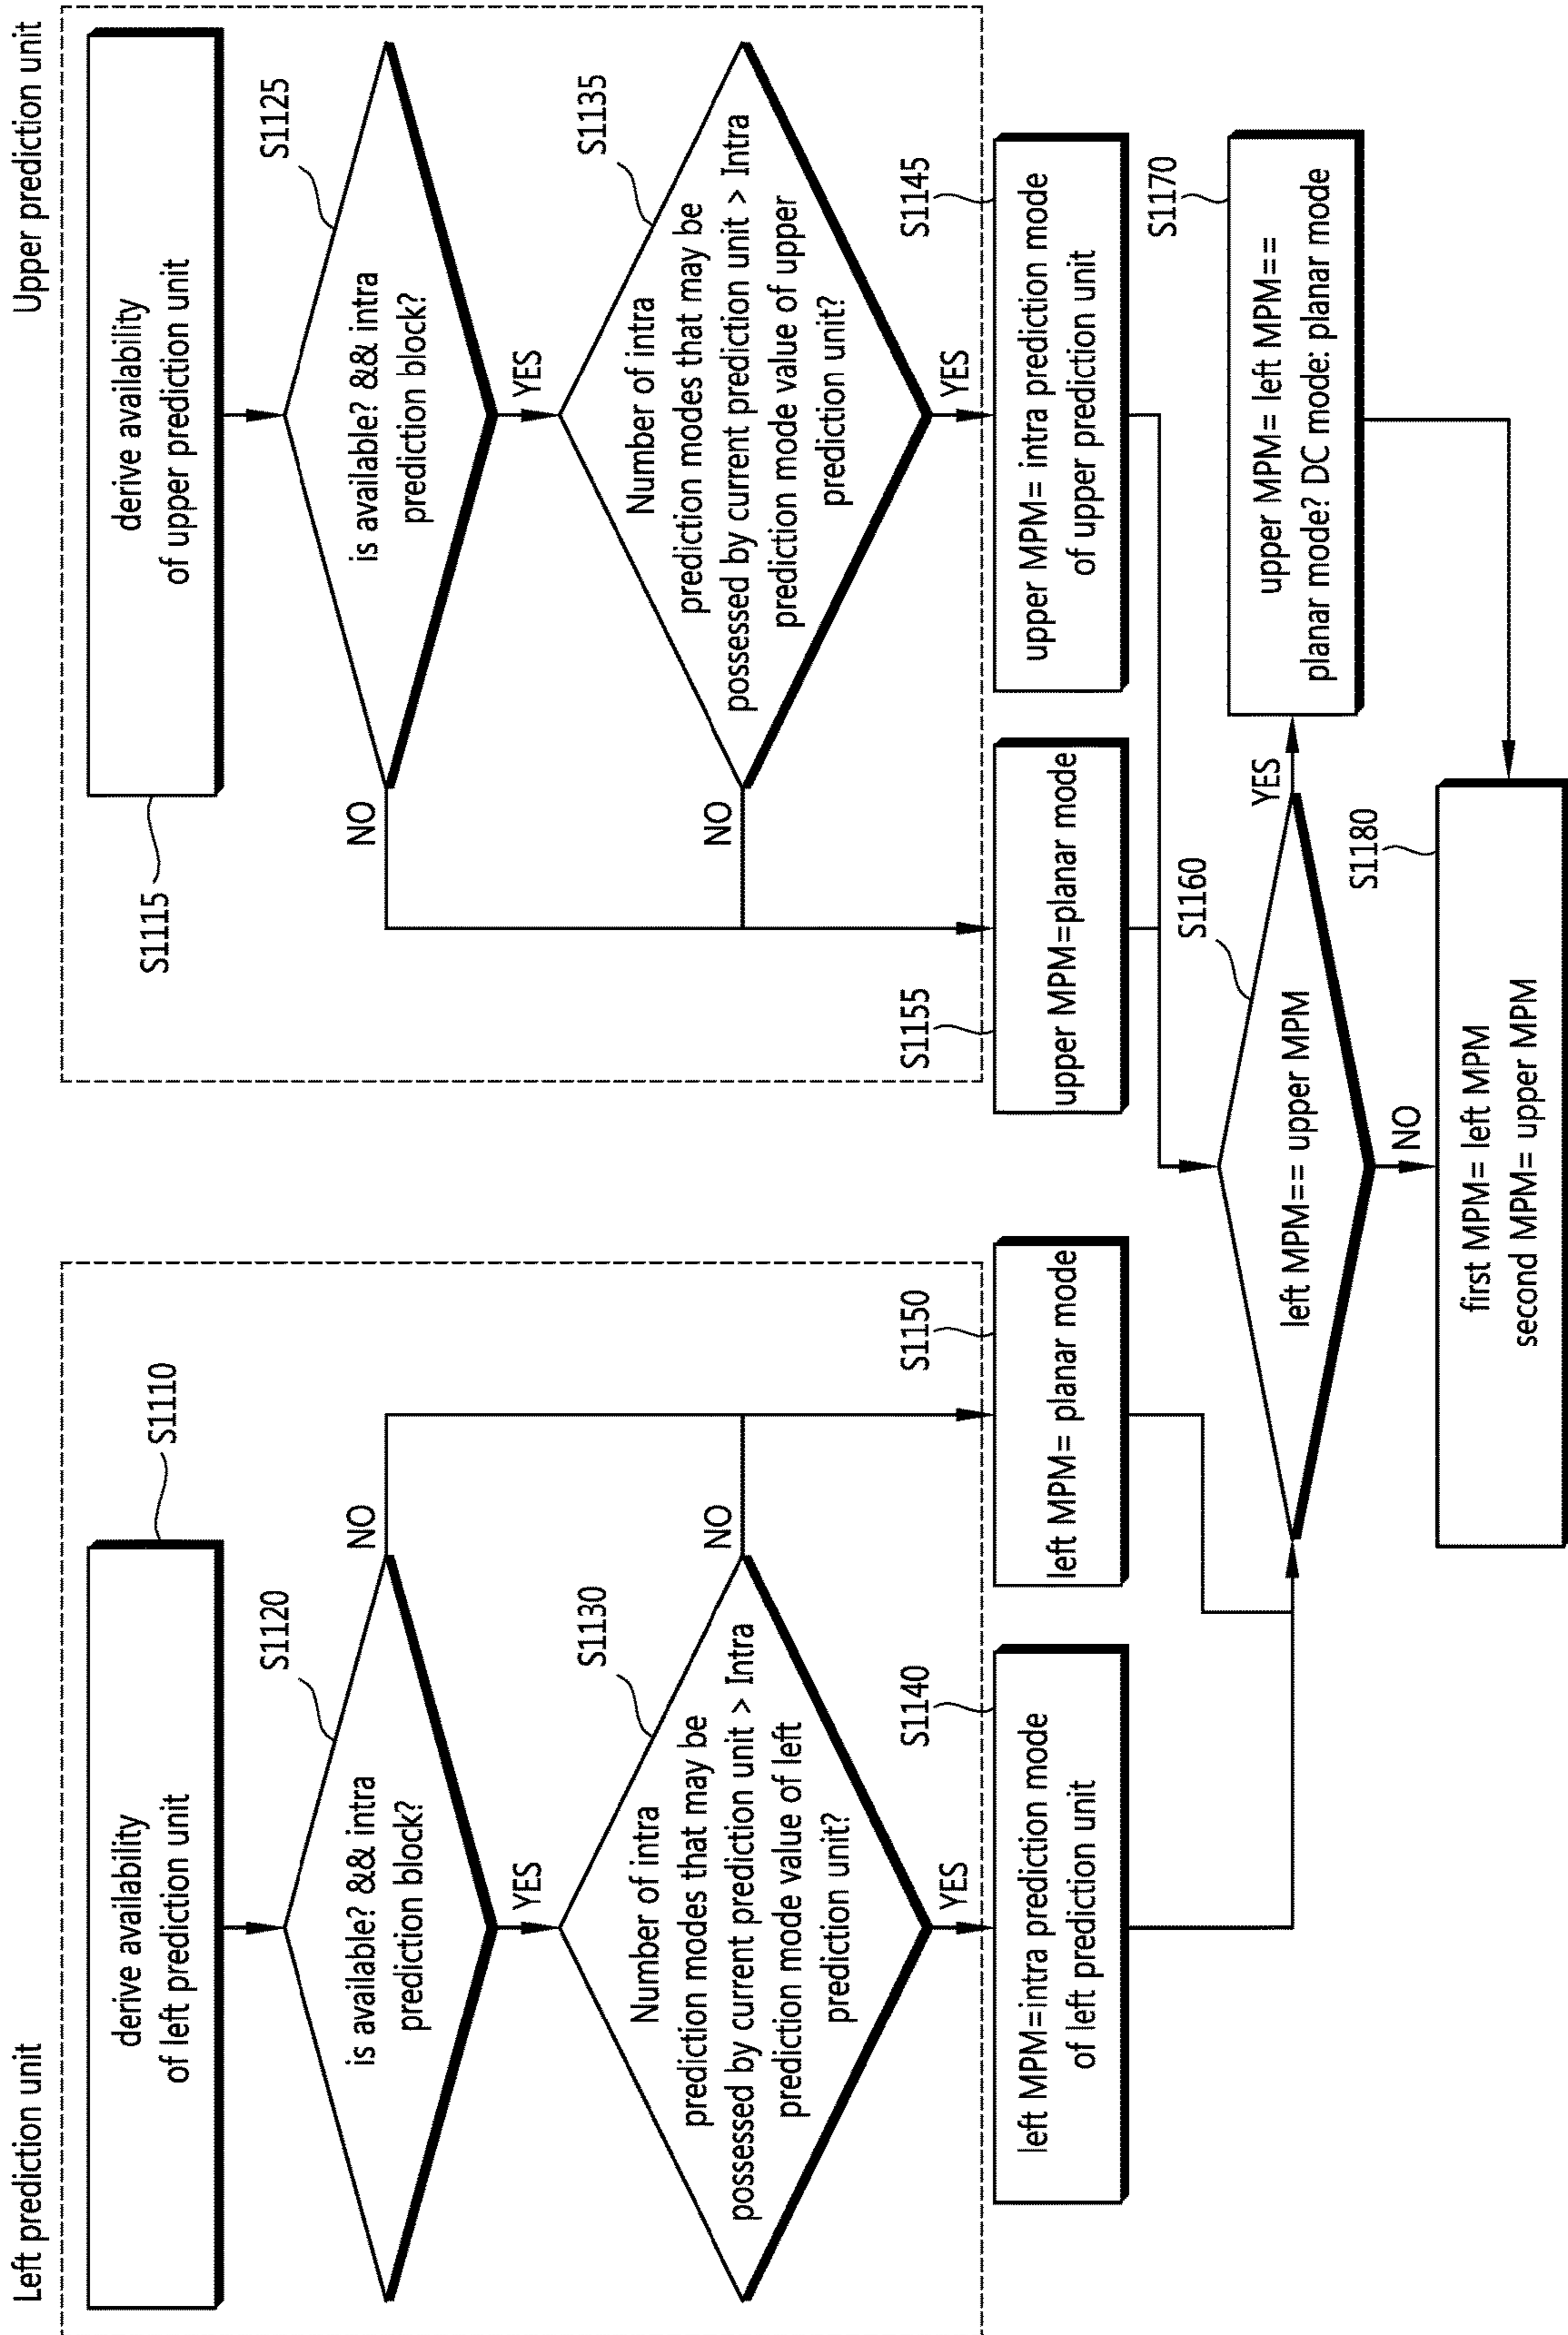 Left prediction unit
S1110
derive availability
of left prediction unit
S1120
is available? && intra
prediction block?
NO
YES
S1130
Number of intra
prediction modes that may be
possessed by current prediction unit > Intra
prediction mode value of left
prediction unit?
NO
YES
S1140
left MPM=intra prediction mode
of left prediction unit
S1150
left MPM= planar mode
Upper prediction unit
S1115
derive availability
of upper prediction unit
S1125
is available? && intra
prediction block?
NO
YES
S1135
Number of intra
prediction modes that may be
possessed by current prediction unit > Intra
prediction mode value of upper
prediction unit?
NO
YES
S1155
upper MPM=planar mode
S1145
upper MPM= intra prediction mode
of upper prediction unit
S1160
left MPM== upper MPM
YES
NO
S1170
upper MPM= left MPM==
planar mode? DC mode: planar mode
S1180
first MPM= left MPM
second MPM= upper MPM